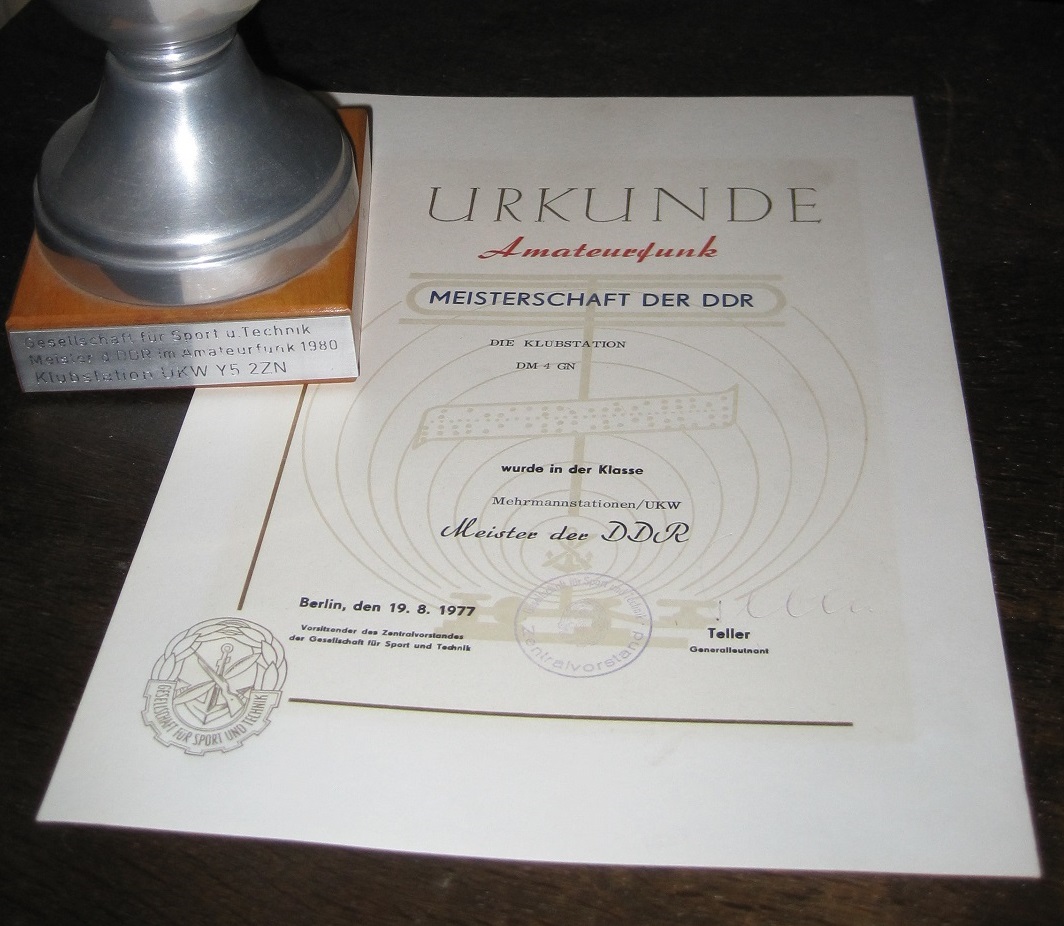 Gesellschaft für Sport u. Technik
Meister d. DDR im Amateurfunk 1980
Klubstation UKW Y5 2ZN
URKUNDE
Amateurfunk
MEISTERSCHAFT DER DDR
DIE KLUBSTATION
DM 4 GN
wurde in der Klasse
Mehrmannstationen/UKW
Meister der DDR
Berlin, den 19. 8. 1977
Vorsitzender des Zentralvorstandes
der Gesellschaft für Sport und Technik
Teller
Generalleutnant
Zentralvorstand
GESELLSCHAFT FÜR SPORT UND TECHNIK